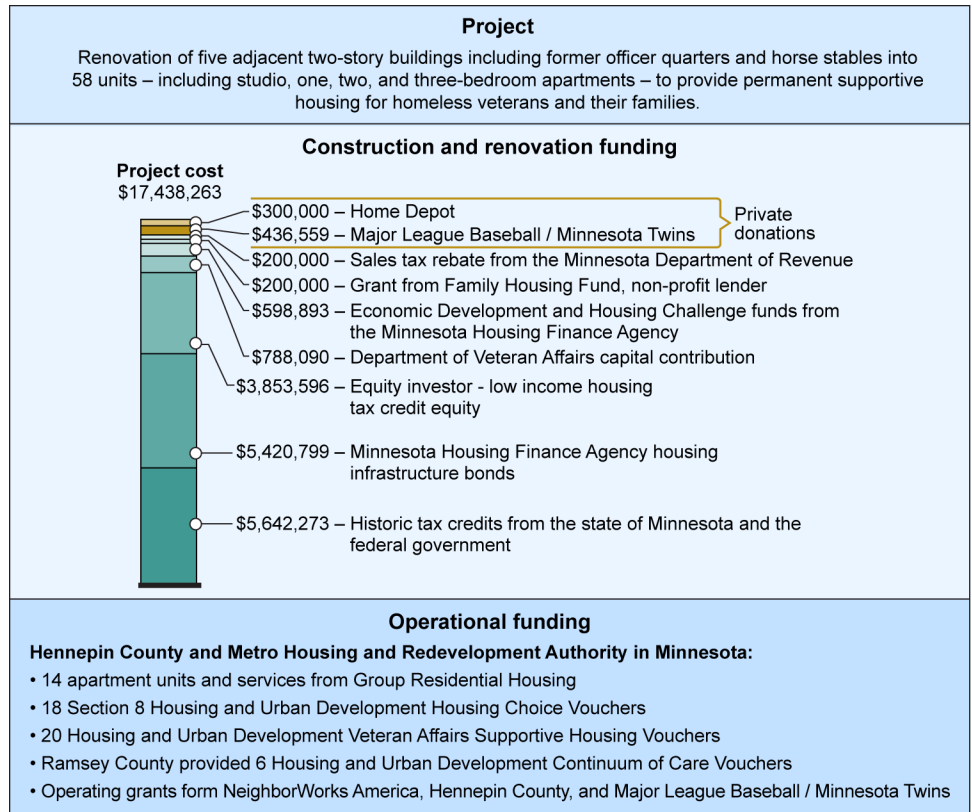 Project
Renovation of five adjacent two-story buildings including former officer quarters and horse stables into
58 units – including studio, one, two, and three-bedroom apartments – to provide permanent supportive
housing for homeless veterans and their families.
Construction and renovation funding
Project cost
$17,438,263
$300,000 – Home Depot
$436,559 – Major League Baseball / Minnesota Twins
Private
donations
$200,000 – Sales tax rebate from the Minnesota Department of Revenue
$200,000 – Grant from Family Housing Fund, non-profit lender
$598,893 – Economic Development and Housing Challenge funds from
the Minnesota Housing Finance Agency
$788,090 – Department of Veteran Affairs capital contribution
$3,853,596 – Equity investor - low income housing
tax credit equity
$5,420,799 – Minnesota Housing Finance Agency housing
infrastructure bonds
$5,642,273 – Historic tax credits from the state of Minnesota and the
federal government
Operational funding
Hennepin County and Metro Housing and Redevelopment Authority in Minnesota:
• 14 apartment units and services from Group Residential Housing
• 18 Section 8 Housing and Urban Development Housing Choice Vouchers
• 20 Housing and Urban Development Veteran Affairs Supportive Housing Vouchers
• Ramsey County provided 6 Housing and Urban Development Continuum of Care Vouchers
• Operating grants form NeighborWorks America, Hennepin County, and Major League Baseball / Minnesota Twins